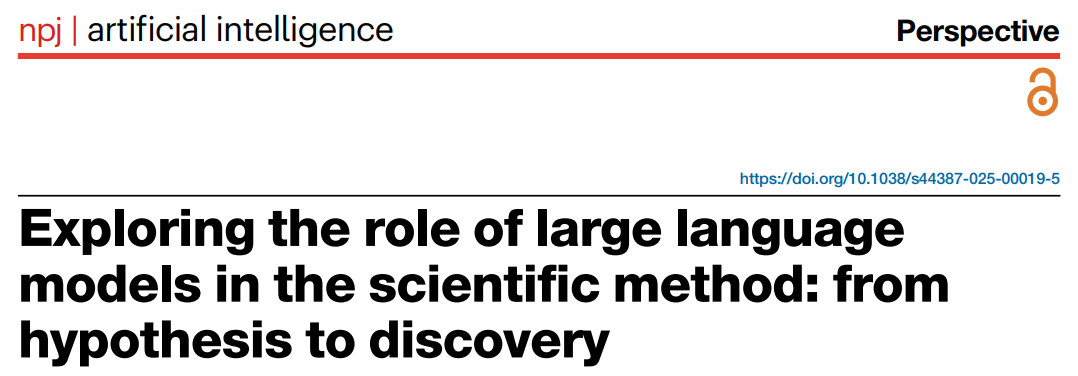 npj | artificial intelligence
Perspective
https://doi.org/10.1038/s44387-025-00019-5
Exploring the role of large language
models in the scientific method: from
hypothesis to discovery